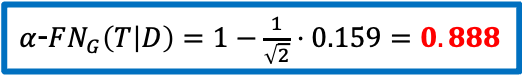 α-FN_G(T|D) = 1 − 1/√2 · 0.159 = 0.888